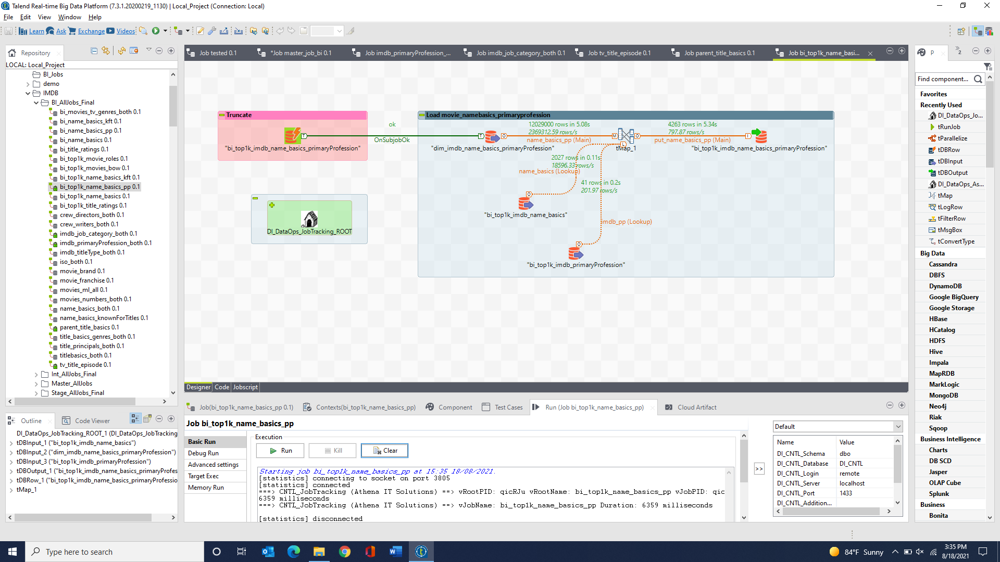 Talend Real-time Big Data Platform (7.3.1.20200219_1130) | Local_Project (Connection: Local)
File Edit View Window Help
Learn Ask Exchange Videos
Repository
LOCAL: Local_Project
BI_Jobs
demo
IMDB
BI_AllJobs_Final
bi_movies_tv_genres_both 0.1
bi_name_basics_kft 0.1
bi_name_basics_pp 0.1
bi_name_basics 0.1
bi_title_ratings 0.1
bi_top1k_movie_roles 0.1
bi_top1k_movies_bow 0.1
bi_top1k_name_basics_kft 0.1
bi_top1k_name_basics_pp 0.1
bi_top1k_name_basics 0.1
bi_top1k_title_ratings 0.1
crew_directors_both 0.1
crew_writers_both 0.1
imdb_job_category_both 0.1
imdb_primaryProfession_both 0.1
imdb_titleType_both 0.1
iso_both 0.1
movie_brand 0.1
movie_franchise 0.1
movies_ml_all 0.1
movies_numbers_both 0.1
name_basics_both 0.1
name_basics_knownForTitles 0.1
parent_title_basics 0.1
title_basics_genres_both 0.1
title_principals_both 0.1
titlebasics_both 0.1
tv_title_episode 0.1
Int_AllJobs_Final
Master_AllJobs
Stage_AllJobs_Final
Outline Code Viewer
DI_DataOps_JobTracking_ROOT_1 (DI_DataOps_JobTracking
tDBInput_1 ("bi_top1k_imdb_name_basics")
tDBInput_2 ("dim_imdb_name_basics_primaryProfession")
tDBInput_3 ("bi_top1k_imdb_primaryProfession")
tDBOutput_1 ("bi_top1k_imdb_name_basics_primaryProfes
tDBRow_1 ("bi_top1k_imdb_name_basics_primaryProfessio
tMap_1
Job tested 0.1 *Job master_job_bi 0.1 Job imdb_primaryProfession_... Job imdb_job_category_both 0.1 Job tv_title_episode 0.1 Job parent_title_basics 0.1 Job bi_top1k_name_basi...
Truncate
"bi_top1k_imdb_name_basics_primaryProfession"
ok
OnSubjobOk
DI_DataOps_JobTracking_ROOT
Load movie_namebasics_primaryprofession
12029000 rows in 5.08s
2369312.59 rows/s
name_basics_pp (Main)
4263 rows in 5.34s
797.87 rows/s
put_name_basics_pp (Main)
"dim_imdb_name_basics_primaryProfession"
tMap_1
"bi_top1k_imdb_name_basics_primaryProfession"
2027 rows in 0.11s
18596.33 rows/s
name_basics (Lookup)
41 rows in 0.2s
201.97 rows/s
"bi_top1k_imdb_name_basics"
imdb_pp (Lookup)
"bi_top1k_imdb_primaryProfession"
Designer Code Jobscript
Job(bi_top1k_name_basics_pp 0.1) Contexts(bi_top1k_name_basics_pp) Component Test Cases Run (Job bi_top1k_name_basics_pp) Cloud Artifact
Job bi_top1k_name_basics_pp
Basic Run
Debug Run
Advanced settings
Target Exec
Memory Run
Execution
Run Kill Clear
Starting job bi_top1k_name_basics_pp at 15:35 18/08/2021.
[statistics] connecting to socket on port 3805
[statistics] connected
===> CNTL_JobTracking (Athena IT Solutions) ==> vRootPID: qicRJu vRootName: bi_top1k_name_basics_pp vJobPID: qic
6359 milliseconds
===> CNTL_JobTracking (Athena IT Solutions) ==> vJobName: bi_top1k_name_basics_pp Duration: 6359 milliseconds
[statistics] disconnected
>>
Default
Name Value
DI_CNTL_Schema dbo
DI_CNTL_Database DI_CNTL
DI_CNTL_Login remote
DI_CNTL_Server localhost
DI_CNTL_Port 1433
DI_CNTL_Addition...
P 2
Find component...
Favorites
Recently Used
DI_DataOps_Jo...
tRunJob
tParallelize
tDBRow
tDBInput
tDBOutput
DI_DataOps_As...
tMap
tLogRow
tFilterRow
tMsgBox
tConvertType
Big Data
Cassandra
DBFS
DynamoDB
Google BigQuery
Google Storage
HBase
HCatalog
HDFS
Hive
Impala
MapRDB
MarkLogic
MongoDB
Neo4j
Riak
Sqoop
Business Intelligence
Charts
DB SCD
Jasper
OLAP Cube
Splunk
Business
Bonita
Type here to search
84°F Sunny
3:35 PM
8/18/2021